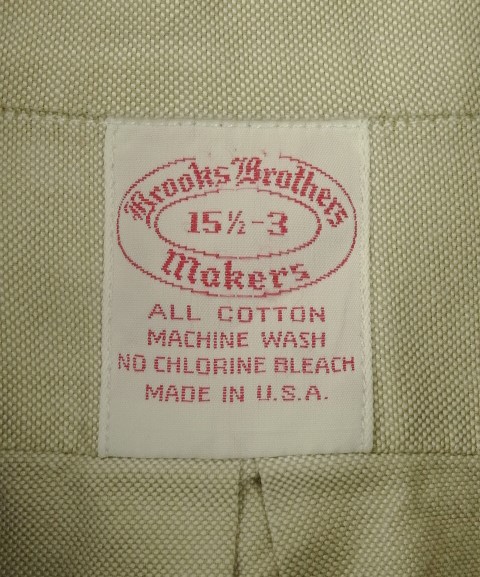 Brooks Brothers
15½-3
Makers
ALL COTTON
MACHINE WASH
NO CHLORINE BLEACH
MADE IN U.S.A.